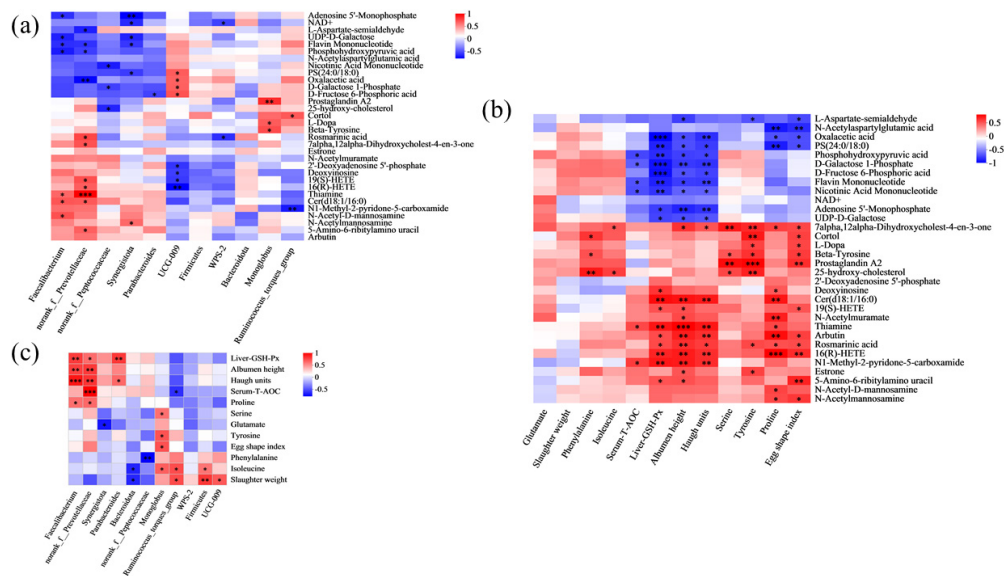 (a)
Adenosine 5'-Monophosphate
NAD+
L-Aspartate-semialdehyde
UDP-D-Galactose
Flavin Mononucleotide
Phosphohydroxypyruvic acid
N-Acetylaspartylglutamic acid
Nicotinic Acid Mononucleotide
PS(24:0/18:0)
Oxalacetic acid
D-Galactose 1-Phosphate
D-Fructose 6-Phosphoric acid
Prostaglandin A2
25-hydroxy-cholesterol
Cortol
L-Dopa
Beta-Tyrosine
Rosmarinic acid
7alpha,12alpha-Dihydroxycholest-4-en-3-one
Estrone
N-Acetylmuramate
2'-Deoxyadenosine 5'-phosphate
Deoxyinosine
19(S)-HETE
16(R)-HETE
Thiamine
Cer(d18:1/16:0)
N1-Methyl-2-pyridone-5-carboxamide
N-Acetyl-D-mannosamine
N-Acetylmannosamine
5-Amino-6-ribitylamino uracil
Arbutin
1
0.5
0
-0.5
Faecalibacterium
norank_f__Prevotellaceae
norank_f__Peptococcaceae
Synergistota
Parabacteroides
UCG-009
Firmicutes
WPS-2
Bacteroidota
Monoglobus
Ruminococcus_torques_group
(b)
L-Aspartate-semialdehyde
N-Acetylaspartylglutamic acid
Oxalacetic acid
PS(24:0/18:0)
Phosphohydroxypyruvic acid
D-Galactose 1-Phosphate
D-Fructose 6-Phosphoric acid
Flavin Mononucleotide
Nicotinic Acid Mononucleotide
NAD+
Adenosine 5'-Monophosphate
UDP-D-Galactose
7alpha,12alpha-Dihydroxycholest-4-en-3-one
Cortol
L-Dopa
Beta-Tyrosine
Prostaglandin A2
25-hydroxy-cholesterol
2'-Deoxyadenosine 5'-phosphate
Deoxyinosine
Cer(d18:1/16:0)
19(S)-HETE
N-Acetylmuramate
Thiamine
Arbutin
Rosmarinic acid
16(R)-HETE
N1-Methyl-2-pyridone-5-carboxamide
Estrone
5-Amino-6-ribitylamino uracil
N-Acetyl-D-mannosamine
N-Acetylmannosamine
0.5
0
-0.5
-1
Glutamate
Slaughter weight
Phenylalanine
Isoleucine
Serum-T-AOC
Liver-GSH-Px
Albumen height
Haugh units
Serine
Tyrosine
Proline
Egg shape index
(c)
Liver-GSH-Px
Albumen height
Haugh units
Serum-T-AOC
Proline
Serine
Glutamate
Tyrosine
Egg shape index
Phenylalanine
Isoleucine
Slaughter weight
1
0.5
0
-0.5
Faecalibacterium
norank_f__Prevotellaceae
Synergistota
Parabacteroides
Bacteroidota
norank_f__Peptococcaceae
Monoglobus
Ruminococcus_torques_group
WPS-2
Firmicutes
UCG-009